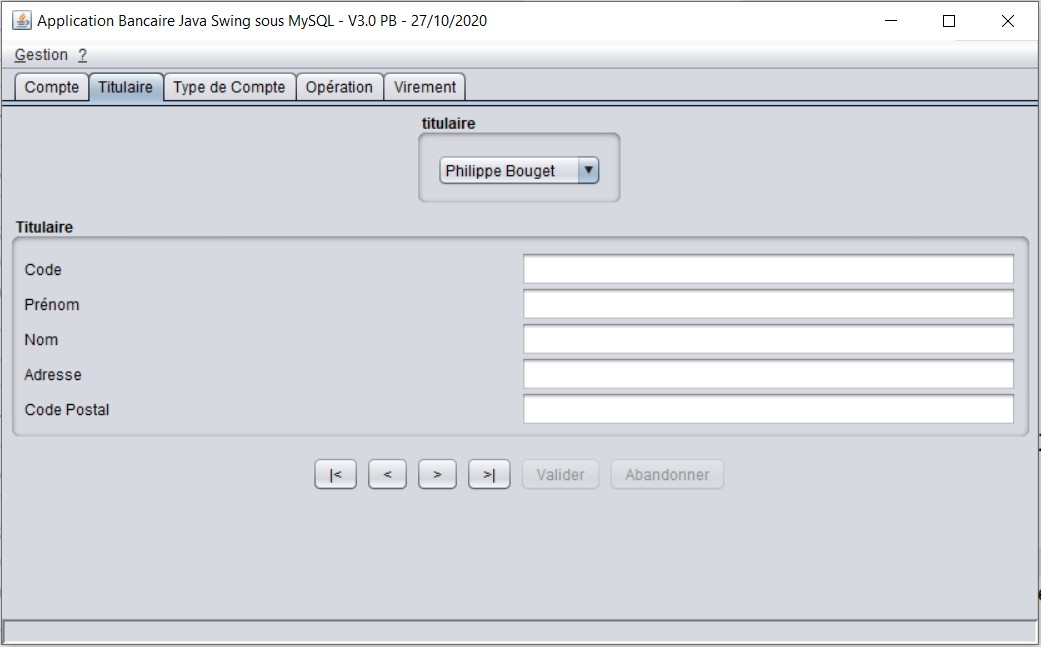 Application Bancaire Java Swing sous MySQL - V3.0 PB - 27/10/2020
Gestion ?
Compte Titulaire Type de Compte Opération Virement
titulaire
Philippe Bouget
Titulaire
Code
Prénom
Nom
Adresse
Code Postal
|< < > >| Valider Abandonner